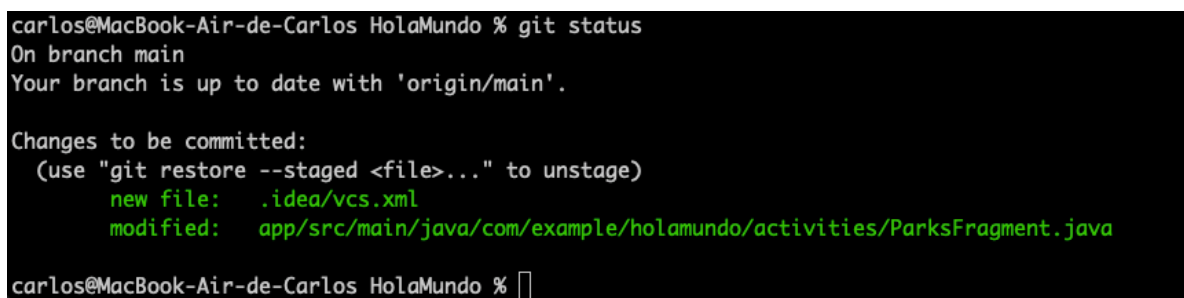 carlos@MacBook-Air-de-Carlos HolaMundo % git status
On branch main
Your branch is up to date with 'origin/main'.
Changes to be committed:
(use "git restore --staged <file>..." to unstage)
new file: .idea/vcs.xml
modified: app/src/main/java/com/example/holamundo/activities/ParksFragment.java
carlos@MacBook-Air-de-Carlos HolaMundo %